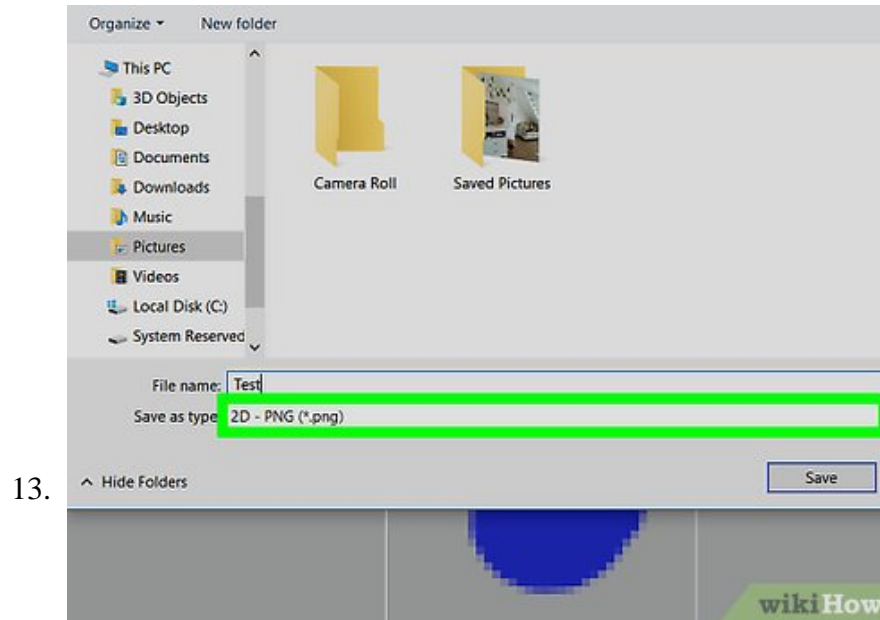 Organize New folder
This PC
3D Objects
Desktop
Documents
Downloads
Music
Pictures
Videos
Local Disk (C:)
System Reserved
Camera Roll Saved Pictures
File name: Test
Save as type 2D - PNG (*.png)
Hide Folders Save
13.
wikiHow